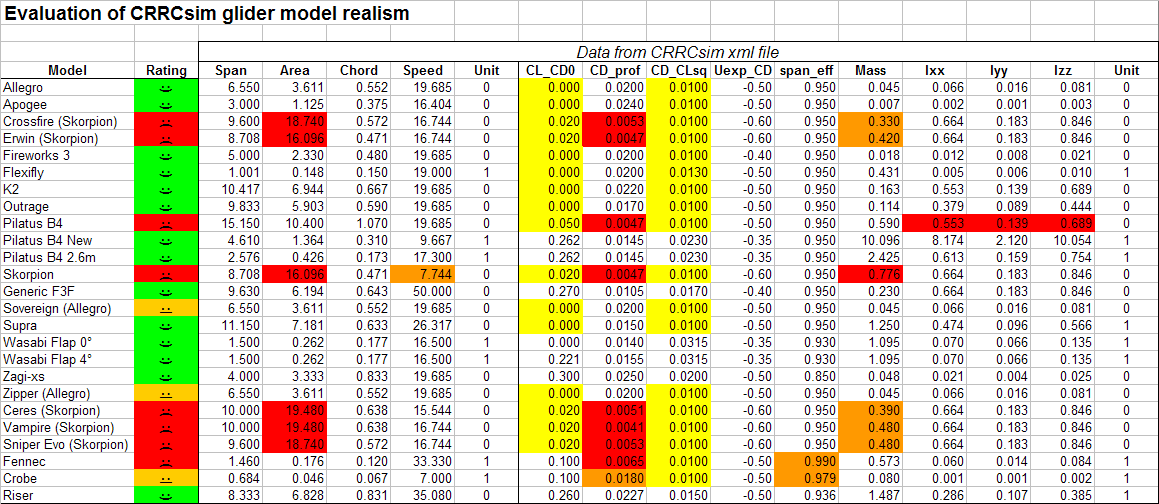 Evaluation of CRRCsim glider model realism
Data from CRRCsim xml file
Model Rating Span Area Chord Speed Unit CL_CD0 CD_prof CD_CLsq Uexp_CD span_eff Mass Ixx Iyy Izz Unit
Allegro 6.550 3.611 0.552 19.685 0 0.000 0.0200 0.0100 -0.50 0.950 0.045 0.066 0.016 0.081 0
Apogee 3.000 1.125 0.375 16.404 0 0.000 0.0240 0.0100 -0.50 0.950 0.007 0.002 0.001 0.003 0
Crossfire (Skorpion) 9.600 18.740 0.572 16.744 0 0.020 0.0053 0.0100 -0.60 0.950 0.330 0.664 0.183 0.846 0
Erwin (Skorpion) 8.708 16.096 0.471 16.744 0 0.020 0.0047 0.0100 -0.60 0.950 0.420 0.664 0.183 0.846 0
Fireworks 3 5.000 2.330 0.480 19.685 0 0.000 0.0200 0.0100 -0.40 0.950 0.018 0.012 0.008 0.021 0
Flexifly 1.001 0.148 0.150 19.000 1 0.000 0.0200 0.0130 -0.50 0.950 0.431 0.005 0.006 0.010 1
K2 10.417 6.944 0.667 19.685 0 0.000 0.0220 0.0100 -0.50 0.950 0.163 0.553 0.139 0.689 0
Outrage 9.833 5.903 0.590 19.685 0 0.000 0.0170 0.0100 -0.50 0.950 0.114 0.379 0.089 0.444 0
Pilatus B4 15.150 10.400 1.070 19.685 0 0.050 0.0047 0.0100 -0.50 0.950 0.590 0.553 0.139 0.689 0
Pilatus B4 New 4.610 1.364 0.310 9.667 1 0.262 0.0145 0.0230 -0.35 0.950 10.096 8.174 2.120 10.054 1
Pilatus B4 2.6m 2.576 0.426 0.173 17.300 1 0.262 0.0145 0.0230 -0.35 0.950 2.425 0.613 0.159 0.754 1
Skorpion 8.708 16.096 0.471 7.744 0 0.020 0.0047 0.0100 -0.60 0.950 0.776 0.664 0.183 0.846 0
Generic F3F 9.630 6.194 0.643 50.000 0 0.270 0.0105 0.0170 -0.40 0.950 0.230 0.664 0.183 0.846 0
Sovereign (Allegro) 6.550 3.611 0.552 19.685 0 0.000 0.0200 0.0100 -0.50 0.950 0.045 0.066 0.016 0.081 0
Supra 11.150 7.181 0.633 26.317 0 0.000 0.0150 0.0100 -0.50 0.950 1.250 0.474 0.096 0.566 1
Wasabi Flap 0° 1.500 0.262 0.177 16.500 1 0.000 0.0140 0.0315 -0.35 0.930 1.095 0.070 0.066 0.135 1
Wasabi Flap 4° 1.500 0.262 0.177 16.500 1 0.221 0.0155 0.0315 -0.35 0.930 1.095 0.070 0.066 0.135 1
Zagi-xs 4.000 3.333 0.833 19.685 0 0.300 0.0250 0.0200 -0.50 0.850 0.048 0.021 0.004 0.025 0
Zipper (Allegro) 6.550 3.611 0.552 19.685 0 0.000 0.0200 0.0100 -0.50 0.950 0.045 0.066 0.016 0.081 0
Ceres (Skorpion) 10.000 19.480 0.638 15.544 0 0.020 0.0051 0.0100 -0.60 0.950 0.390 0.664 0.183 0.846 0
Vampire (Skorpion) 10.000 19.480 0.638 16.744 0 0.020 0.0041 0.0100 -0.60 0.950 0.480 0.664 0.183 0.846 0
Sniper Evo (Skorpion) 9.600 18.740 0.572 16.744 0 0.020 0.0053 0.0100 -0.60 0.950 0.480 0.664 0.183 0.846 0
Fennec 1.460 0.176 0.120 33.330 1 0.100 0.0065 0.0100 -0.50 0.990 0.573 0.060 0.014 0.084 1
Crobe 0.684 0.046 0.067 7.000 1 0.100 0.0180 0.0100 -0.50 0.979 0.080 0.001 0.001 0.002 1
Riser 8.333 6.828 0.831 35.080 0 0.260 0.0227 0.0150 -0.50 0.936 1.487 0.286 0.107 0.385 0